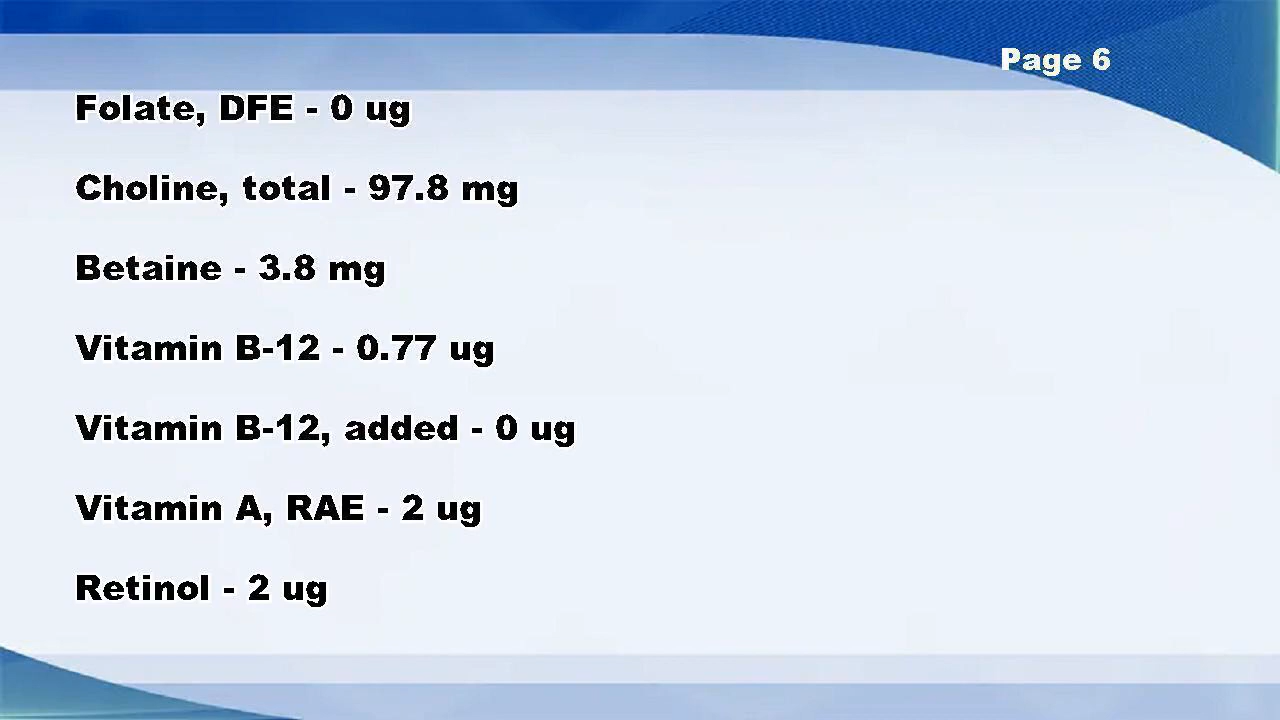 Page 6
Folate, DFE - 0 ug
Choline, total - 97.8 mg
Betaine - 3.8 mg
Vitamin B-12 - 0.77 ug
Vitamin B-12, added - 0 ug
Vitamin A, RAE - 2 ug
Retinol - 2 ug